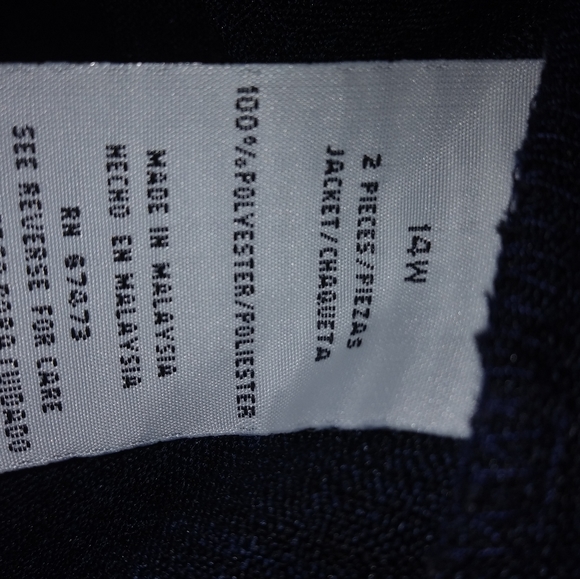 14W
2 PIECES/PIEZAS
JACKET/CHAQUETA
100%POLYESTER/POLIESTER
MADE IN MALAYSIA
HECHO EN MALAYSIA
RN 67473
SEE REVERSE FOR CARE
CUIDADO